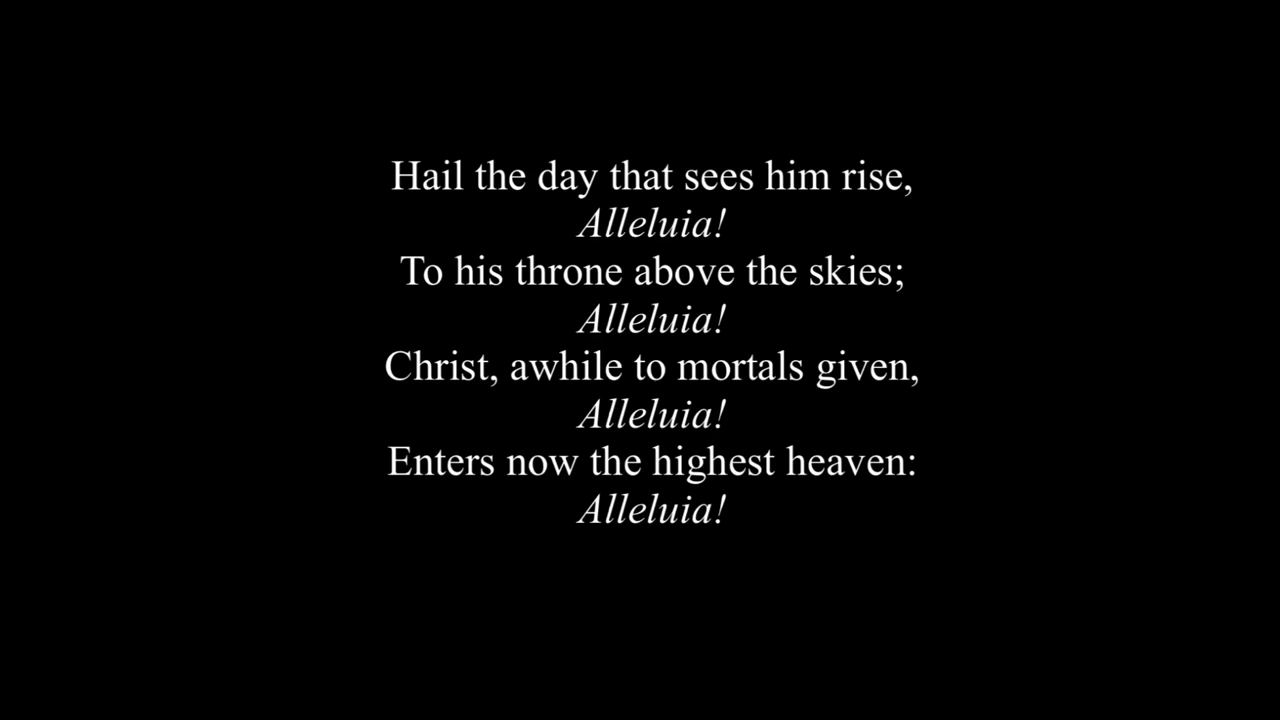 Hail the day that sees him rise,
Alleluia!
To his throne above the skies;
Alleluia!
Christ, awhile to mortals given,
Alleluia!
Enters now the highest heaven:
Alleluia!